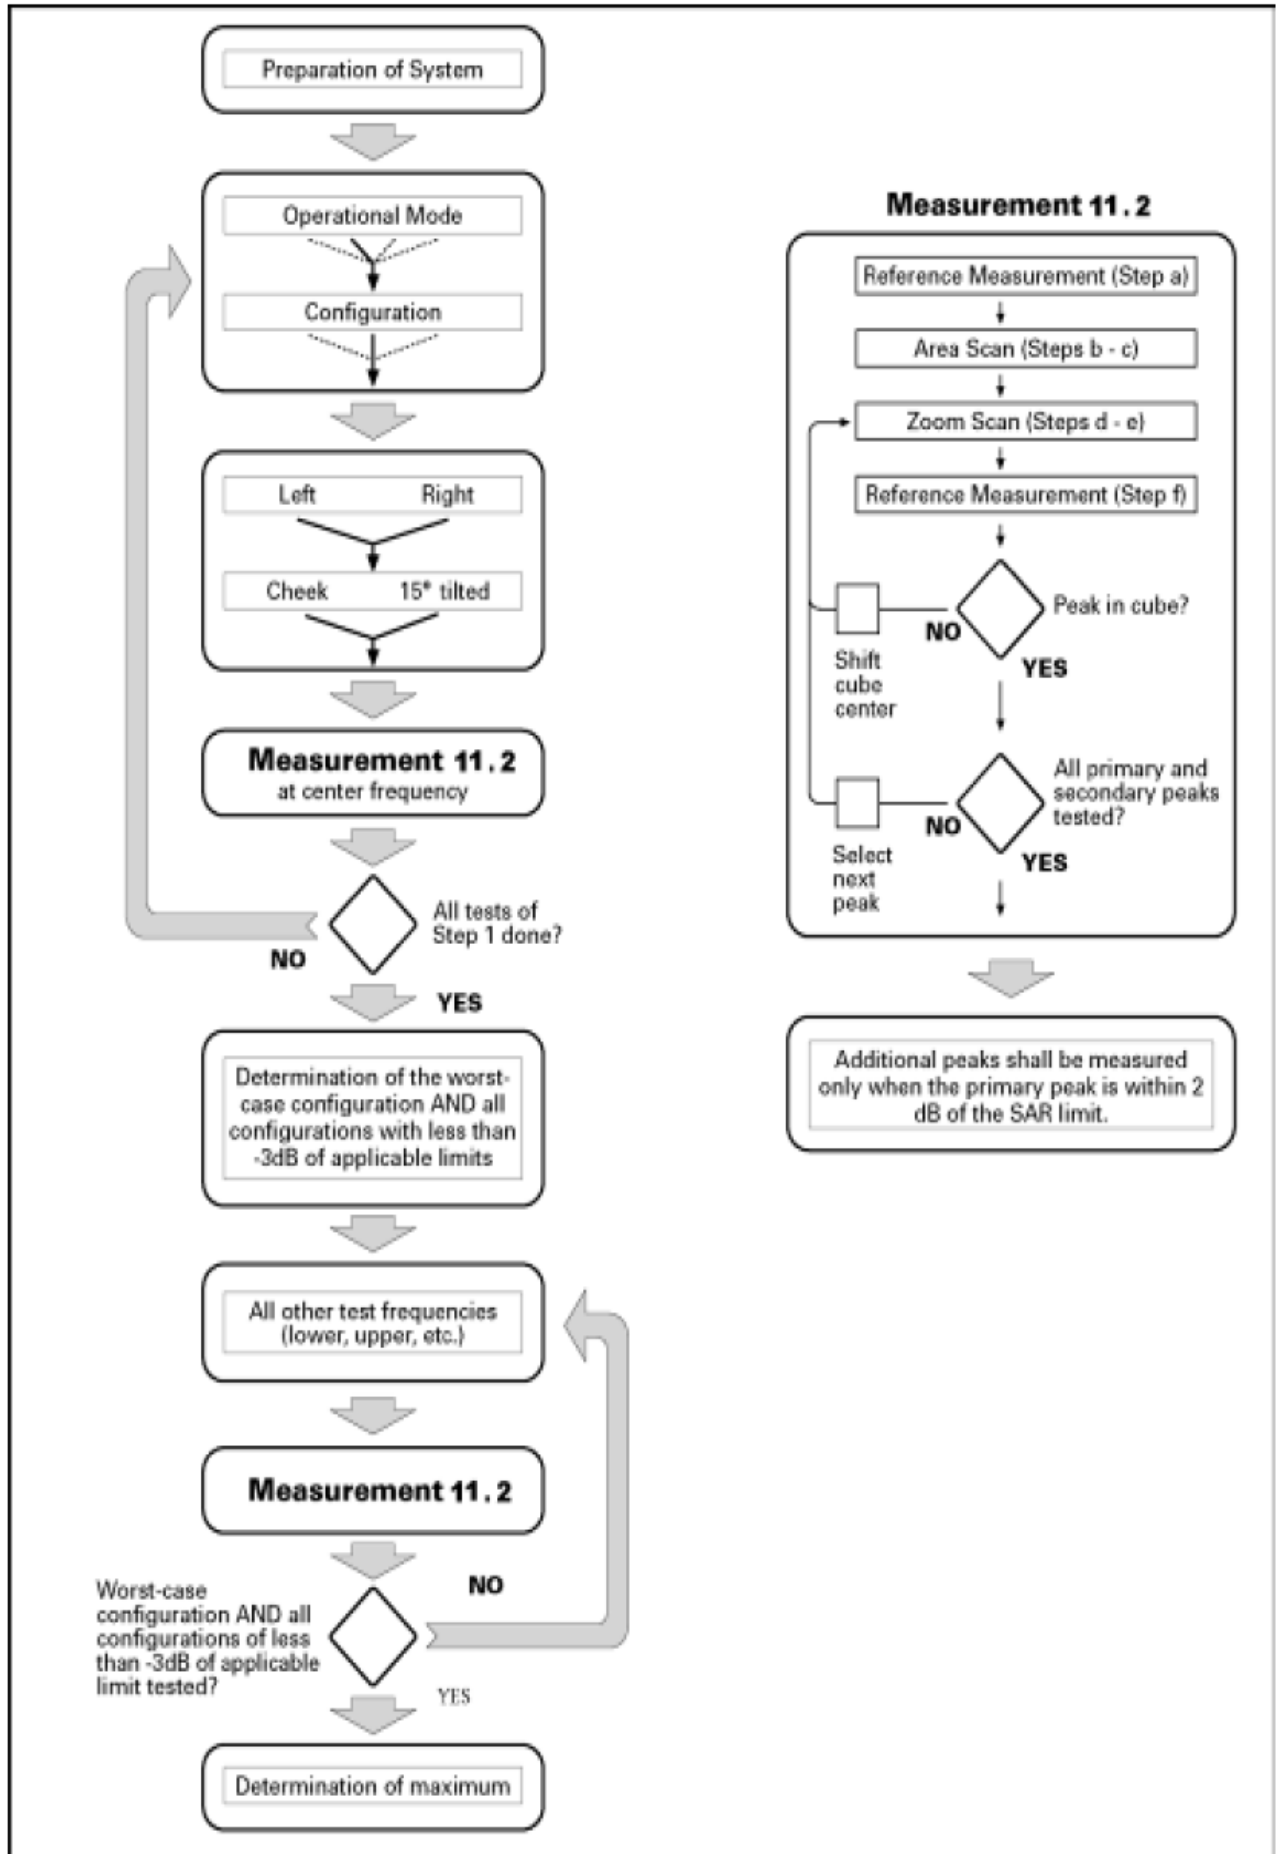 Preparation of System
Operational Mode
Configuration
Left Right
Cheek 15° tilted
Measurement 11.2
at center frequency
All tests of
Step 1 done?
NO
YES
Determination of the worst-
case configuration AND all
configurations with less than
-3dB of applicable limits
All other test frequencies
(lower, upper, etc.)
Measurement 11.2
NO
Worst-case
configuration AND all
configurations of less
than -3dB of applicable
limit tested?
YES
Determination of maximum
Measurement 11.2
Reference Measurement (Step a)
Area Scan (Steps b - c)
Zoom Scan (Steps d - e)
Reference Measurement (Step f)
Peak in cube?
NO
Shift
cube
center
YES
All primary and
secondary peaks
tested?
NO
Select
next
peak
YES
Additional peaks shall be measured
only when the primary peak is within 2
dB of the SAR limit.